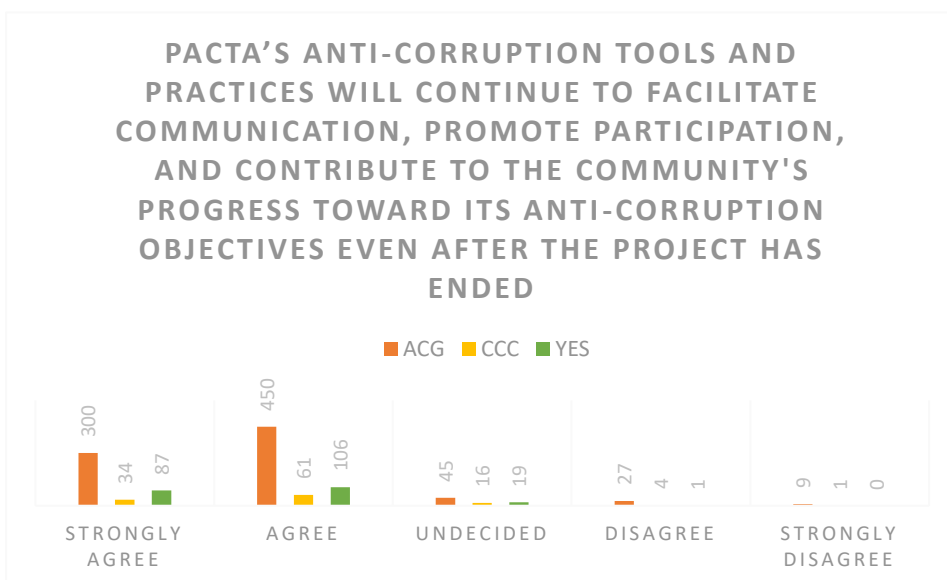 PACTA’S ANTI-CORRUPTION TOOLS AND
PRACTICES WILL CONTINUE TO FACILITATE
COMMUNICATION, PROMOTE PARTICIPATION,
AND CONTRIBUTE TO THE COMMUNITY'S
PROGRESS TOWARD ITS ANTI-CORRUPTION
OBJECTIVES EVEN AFTER THE PROJECT HAS
ENDED
ACG CCC YES
300 34 87 450 61 106 45 16 19 27 4 1 9 1 0
STRONGLY AGREE UNDECIDED DISAGREE STRONGLY
AGREE DISAGREE